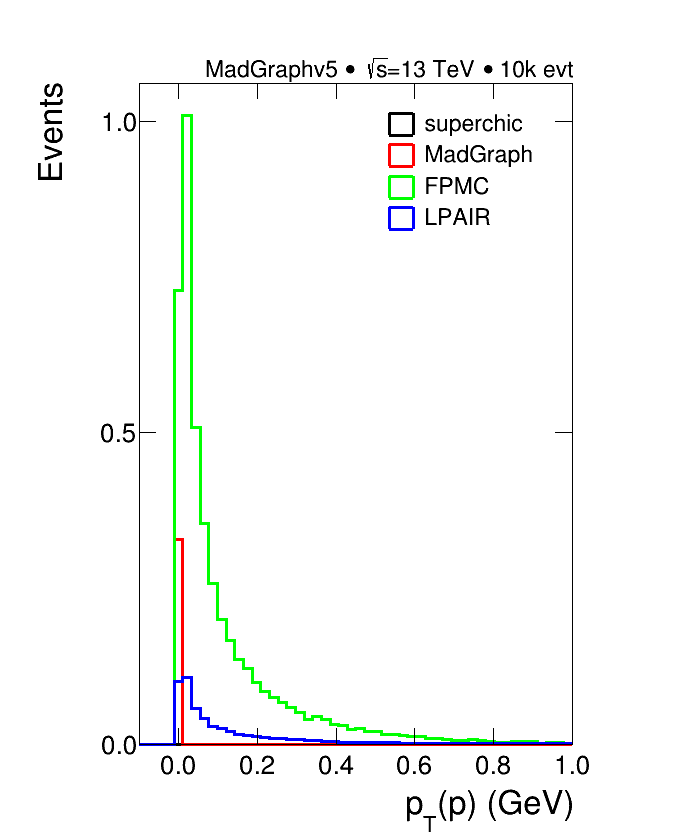 MadGraphv5 • √s=13 TeV • 10k evt
Events
1.0
superchic
MadGraph
FPMC
LPAIR
0.5
0.0
0.0 0.2 0.4 0.6 0.8 1.0
p_T(p) (GeV)